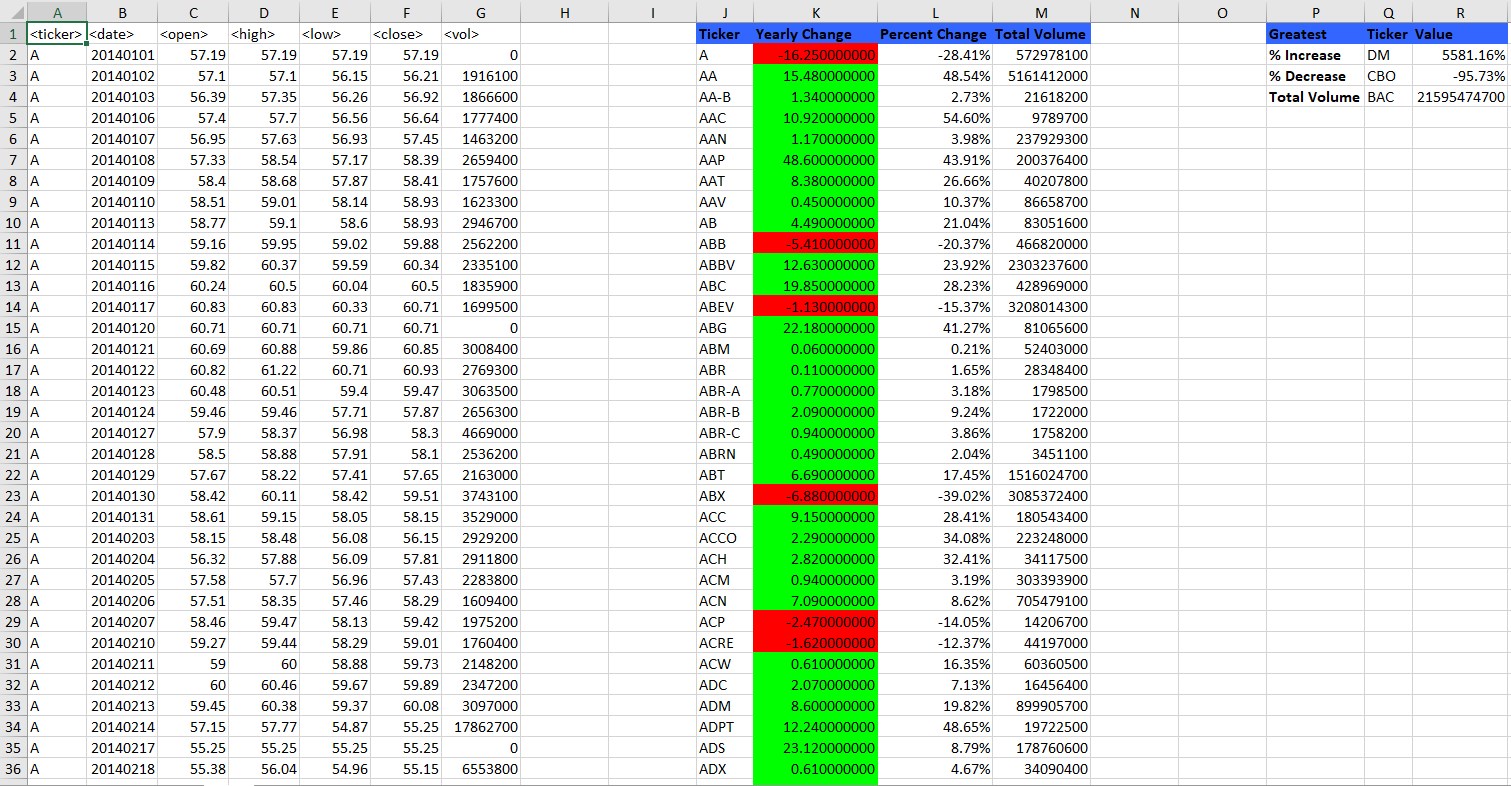 A B C D E F G H I J K L M N O P Q R
1 <ticker> <date> <open> <high> <low> <close> <vol> Ticker Yearly Change Percent Change Total Volume Greatest Ticker Value
2 A 20140101 57.19 57.19 57.19 57.19 0 A -16.250000000 -28.41% 572978100 % Increase DM 5581.16%
3 A 20140102 57.1 57.1 56.15 56.21 1916100 AA 15.480000000 48.54% 5161412000 % Decrease CBO -95.73%
4 A 20140103 56.39 57.35 56.26 56.92 1866600 AA-B 1.340000000 2.73% 21618200 Total Volume BAC 21595474700
5 A 20140106 57.4 57.7 56.56 56.64 1777400 AAC 10.920000000 54.60% 9789700
6 A 20140107 56.95 57.63 56.93 57.45 1463200 AAN 1.170000000 3.98% 237929300
7 A 20140108 57.33 58.54 57.17 58.39 2659400 AAP 48.600000000 43.91% 200376400
8 A 20140109 58.4 58.68 57.87 58.41 1757600 AAT 8.380000000 26.66% 40207800
9 A 20140110 58.51 59.01 58.14 58.93 1623300 AAV 0.450000000 10.37% 86658700
10 A 20140113 58.77 59.1 58.6 58.93 2946700 AB 4.490000000 21.04% 83051600
11 A 20140114 59.16 59.95 59.02 59.88 2562200 ABB -5.410000000 -20.37% 466820000
12 A 20140115 59.82 60.37 59.59 60.34 2335100 ABBV 12.630000000 23.92% 2303237600
13 A 20140116 60.24 60.5 60.04 60.5 1835900 ABC 19.850000000 28.23% 428969000
14 A 20140117 60.83 60.83 60.33 60.71 1699500 ABEV -1.130000000 -15.37% 3208014300
15 A 20140120 60.71 60.71 60.71 60.71 0 ABG 22.180000000 41.27% 81065600
16 A 20140121 60.69 60.88 59.86 60.85 3008400 ABM 0.060000000 0.21% 52403000
17 A 20140122 60.82 61.22 60.71 60.93 2769300 ABR 0.110000000 1.65% 28348400
18 A 20140123 60.48 60.51 59.4 59.47 3063500 ABR-A 0.770000000 3.18% 1798500
19 A 20140124 59.46 59.46 57.71 57.87 2656300 ABR-B 2.090000000 9.24% 1722000
20 A 20140127 57.9 58.37 56.98 58.3 4669000 ABR-C 0.940000000 3.86% 1758200
21 A 20140128 58.5 58.88 57.91 58.1 2536200 ABRN 0.490000000 2.04% 3451100
22 A 20140129 57.67 58.22 57.41 57.65 2163000 ABT 6.690000000 17.45% 1516024700
23 A 20140130 58.42 60.11 58.42 59.51 3743100 ABX -6.880000000 -39.02% 3085372400
24 A 20140131 58.61 59.15 58.05 58.15 3529000 ACC 9.150000000 28.41% 180543400
25 A 20140203 58.15 58.48 56.08 56.15 2929200 ACCO 2.290000000 34.08% 223248000
26 A 20140204 56.32 57.88 56.09 57.81 2911800 ACH 2.820000000 32.41% 34117500
27 A 20140205 57.58 57.7 56.96 57.43 2283800 ACM 0.940000000 3.19% 303393900
28 A 20140206 57.51 58.35 57.46 58.29 1609400 ACN 7.090000000 8.62% 705479100
29 A 20140207 58.46 59.47 58.13 59.42 1975200 ACP -2.470000000 -14.05% 14206700
30 A 20140210 59.27 59.44 58.29 59.01 1760400 ACRE -1.620000000 -12.37% 44197000
31 A 20140211 59 60 58.88 59.73 2148200 ACW 0.610000000 16.35% 60360500
32 A 20140212 60 60.46 59.67 59.89 2347200 ADC 2.070000000 7.13% 16456400
33 A 20140213 59.45 60.38 59.37 60.08 3097000 ADM 8.600000000 19.82% 899905700
34 A 20140214 57.15 57.77 54.87 55.25 17862700 ADPT 12.240000000 48.65% 19722500
35 A 20140217 55.25 55.25 55.25 55.25 0 ADS 23.120000000 8.79% 178760600
36 A 20140218 55.38 56.04 54.96 55.15 6553800 ADX 0.610000000 4.67% 34090400